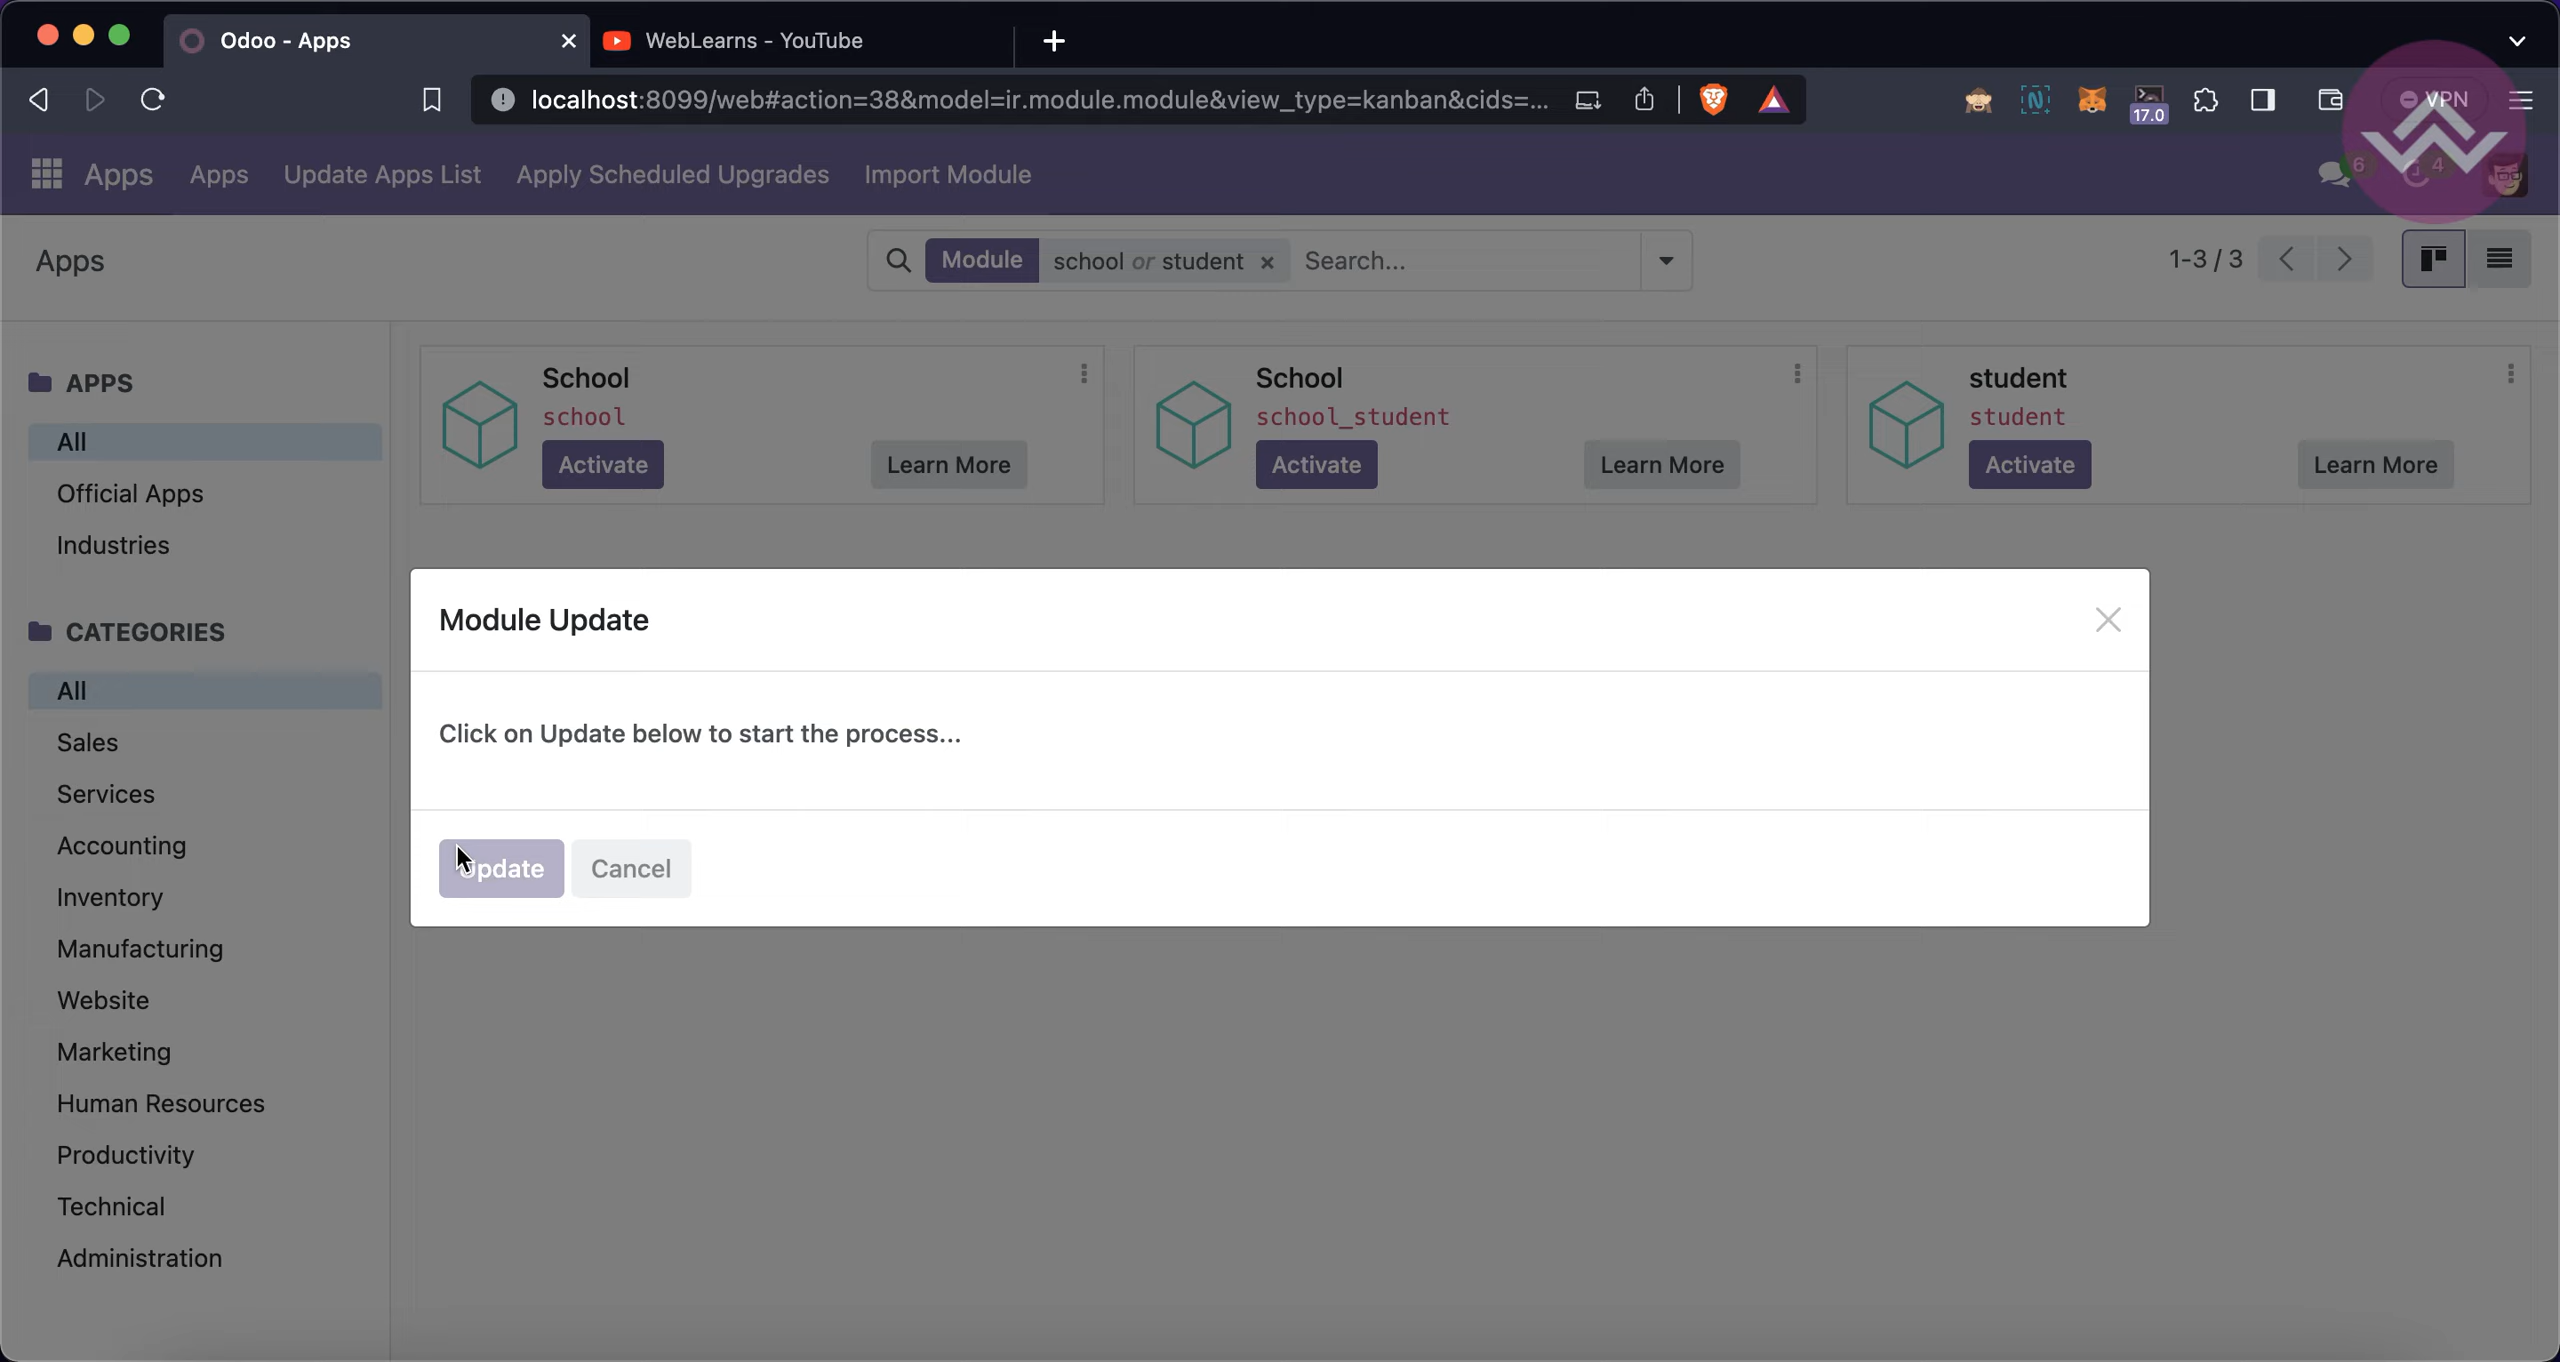 Odoo - Apps
WebLearns - YouTube
localhost:8099/web#action=38&model=ir.module.module&view_type=kanban&cids=...
17.0
VPN
Apps
Apps
Update Apps List
Apply Scheduled Upgrades
Import Module
6
4
Apps
Module
school or student
Search...
1-3 / 3
APPS
All
Official Apps
Industries
CATEGORIES
All
Sales
Services
Accounting
Inventory
Manufacturing
Website
Marketing
Human Resources
Productivity
Technical
Administration
School
school
Activate
Learn More
School
school_student
Activate
Learn More
student
student
Activate
Learn More
Module Update
Click on Update below to start the process...
Update
Cancel